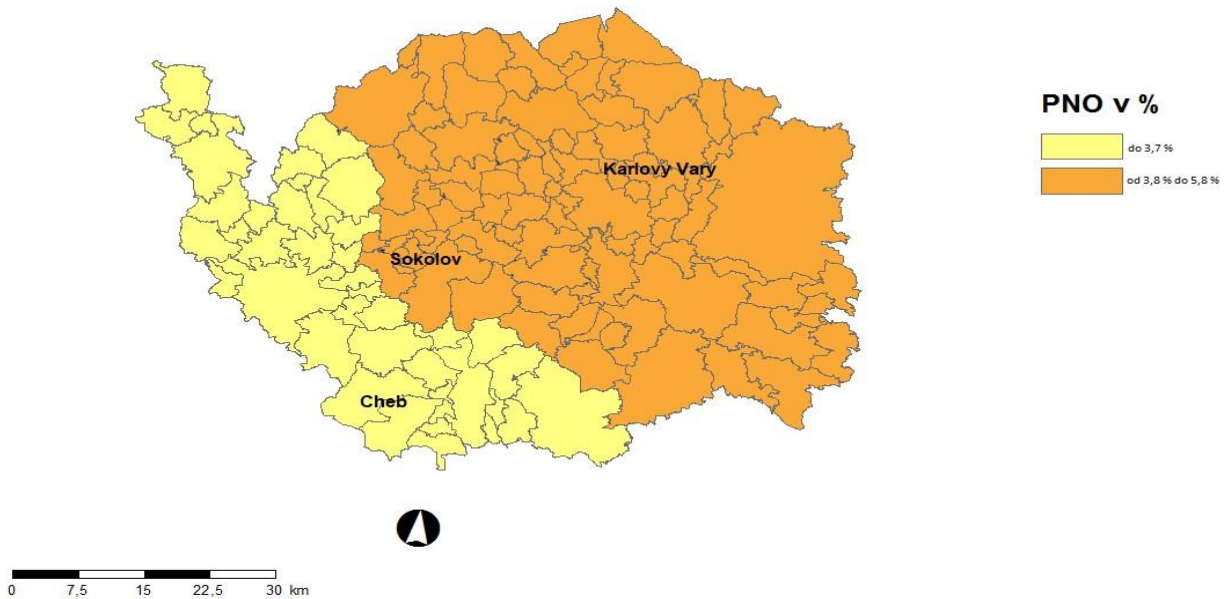 PNO v %
do 3,7 %
od 3,8 % do 5,8 %
Karlovy Vary
Sokolov
Cheb
0 7,5 15 22,5 30 km